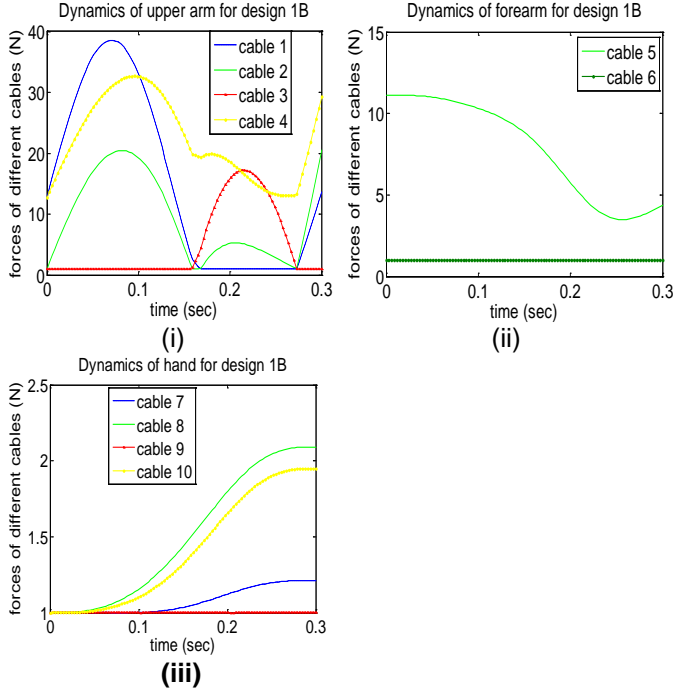 Dynamics of upper arm for design 1B
forces of different cables (N)
40
30
20
10
0
0
0.1
0.2
0.3
cable 1
cable 2
cable 3
cable 4
time (sec)
(i)
Dynamics of forearm for design 1B
forces of different cables (N)
15
10
5
0
0
0.1
0.2
0.3
cable 5
cable 6
time (sec)
(ii)
Dynamics of hand for design 1B
forces of different cables (N)
2.5
2
1.5
1
0
0.1
0.2
0.3
cable 7
cable 8
cable 9
cable 10
time (sec)
(iii)